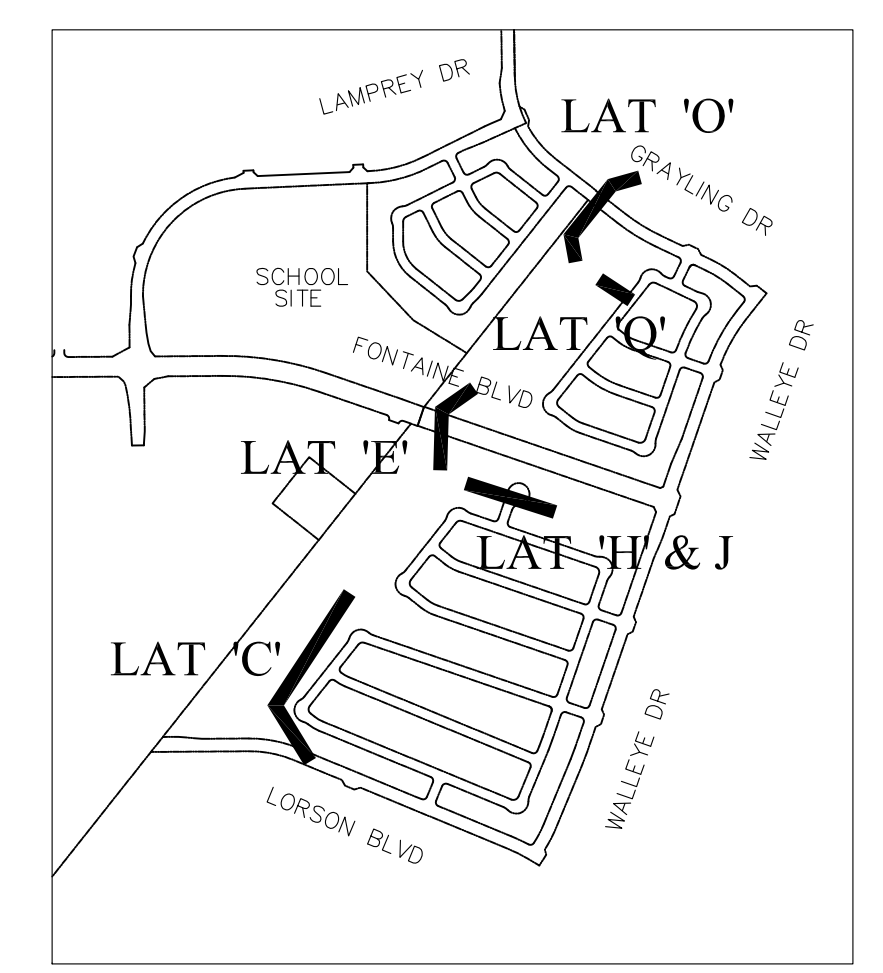 LAMPREY DR
LAT 'O'
GRAYLING DR
SCHOOL
SITE
LAT 'Q'
FONTAINE BLVD
WALLEYE DR
LAT 'E'
LAT 'H' & J
LAT 'C'
WALLEYE DR
LORSON BLVD